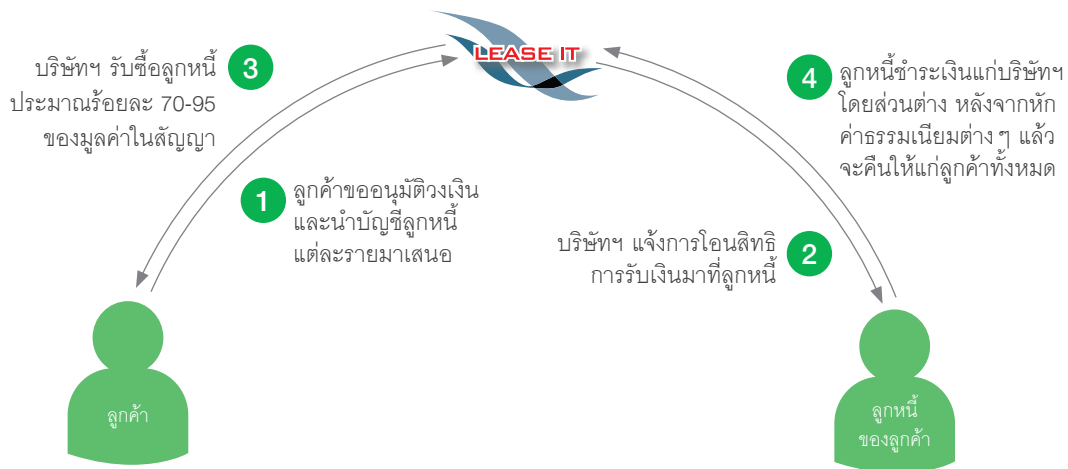 LEASE IT
3
บริษัทฯ รับซื้อลูกหนี้
ประมาณร้อยละ 70-95
ของมูลค่าในสัญญา
1
ลูกค้าขออนุมัติวงเงิน
และนำบัญชีลูกหนี้
แต่ละรายมาเสนอ
4
ลูกหนี้ชำระเงินแก่บริษัทฯ
โดยส่วนต่าง หลังจากหัก
ค่าธรรมเนียมต่าง ๆ แล้ว
จะคืนให้แก่ลูกค้าทั้งหมด
บริษัทฯ แจ้งการโอนสิทธิ
การรับเงินมาที่ลูกหนี้
2
ลูกค้า
ลูกหนี้
ของลูกค้า